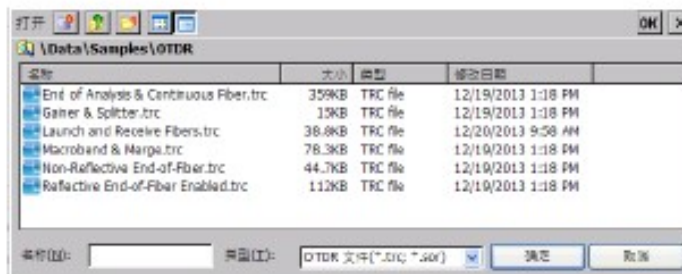 打开 OK ×
\Data\Samples\OTDR
名称 大小 类型 修改日期
End of Analysis & Continuous Fiber.trc 359KB TRC file 12/19/2013 1:18 PM
Gainer & Splitter.trc 15KB TRC file 12/19/2013 1:18 PM
Launch and Receive Fibers.trc 38.8KB TRC file 12/20/2013 9:58 AM
Macroband & Merge.trc 78.3KB TRC file 12/19/2013 1:18 PM
Non-Reflective End-of-Fiber.trc 44.7KB TRC file 12/19/2013 1:18 PM
Reflective End-of-Fiber Enabled.trc 112KB TRC file 12/19/2013 1:18 PM
名称(N): 类型(T): OTDR 文件(*.trc; *.sor) 确定 取消